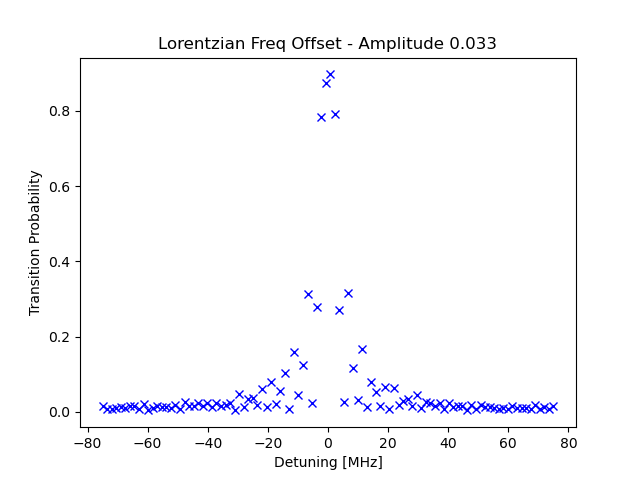 Lorentzian Freq Offset - Amplitude 0.033
Transition Probability
0.8
0.6
0.4
0.2
0.0
−80 −60 −40 −20 0 20 40 60 80
Detuning [MHz]